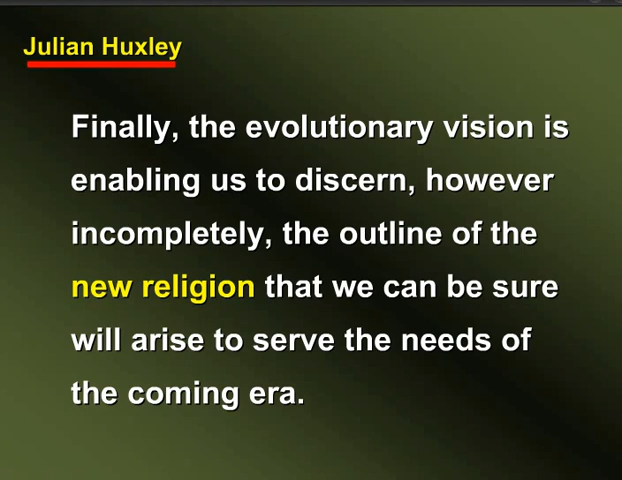 Julian Huxley
Finally, the evolutionary vision is
enabling us to discern, however
incompletely, the outline of the
new religion that we can be sure
will arise to serve the needs of
the coming era.